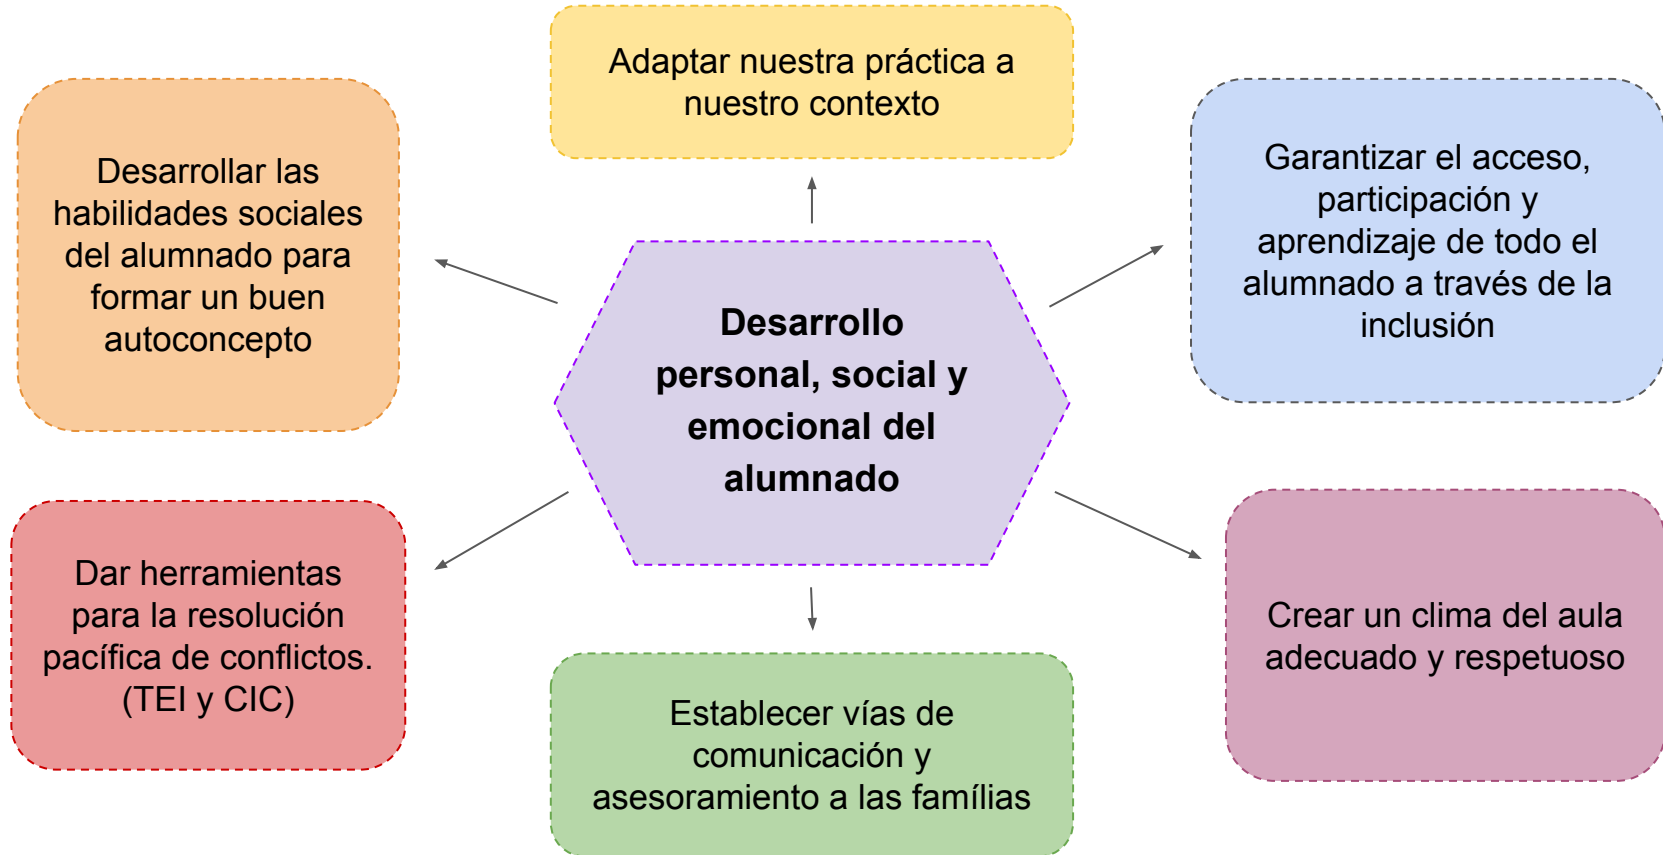 Adaptar nuestra práctica a
nuestro contexto
Desarrollar las
habilidades sociales
del alumnado para
formar un buen
autoconcepto
Garantizar el acceso,
participación y
aprendizaje de todo el
alumnado a través de la
inclusión
Desarrollo
personal, social y
emocional del
alumnado
Dar herramientas
para la resolución
pacífica de conflictos.
(TEI y CIC)
Crear un clima del aula
adecuado y respetuoso
Establecer vías de
comunicación y
asesoramiento a las famílias